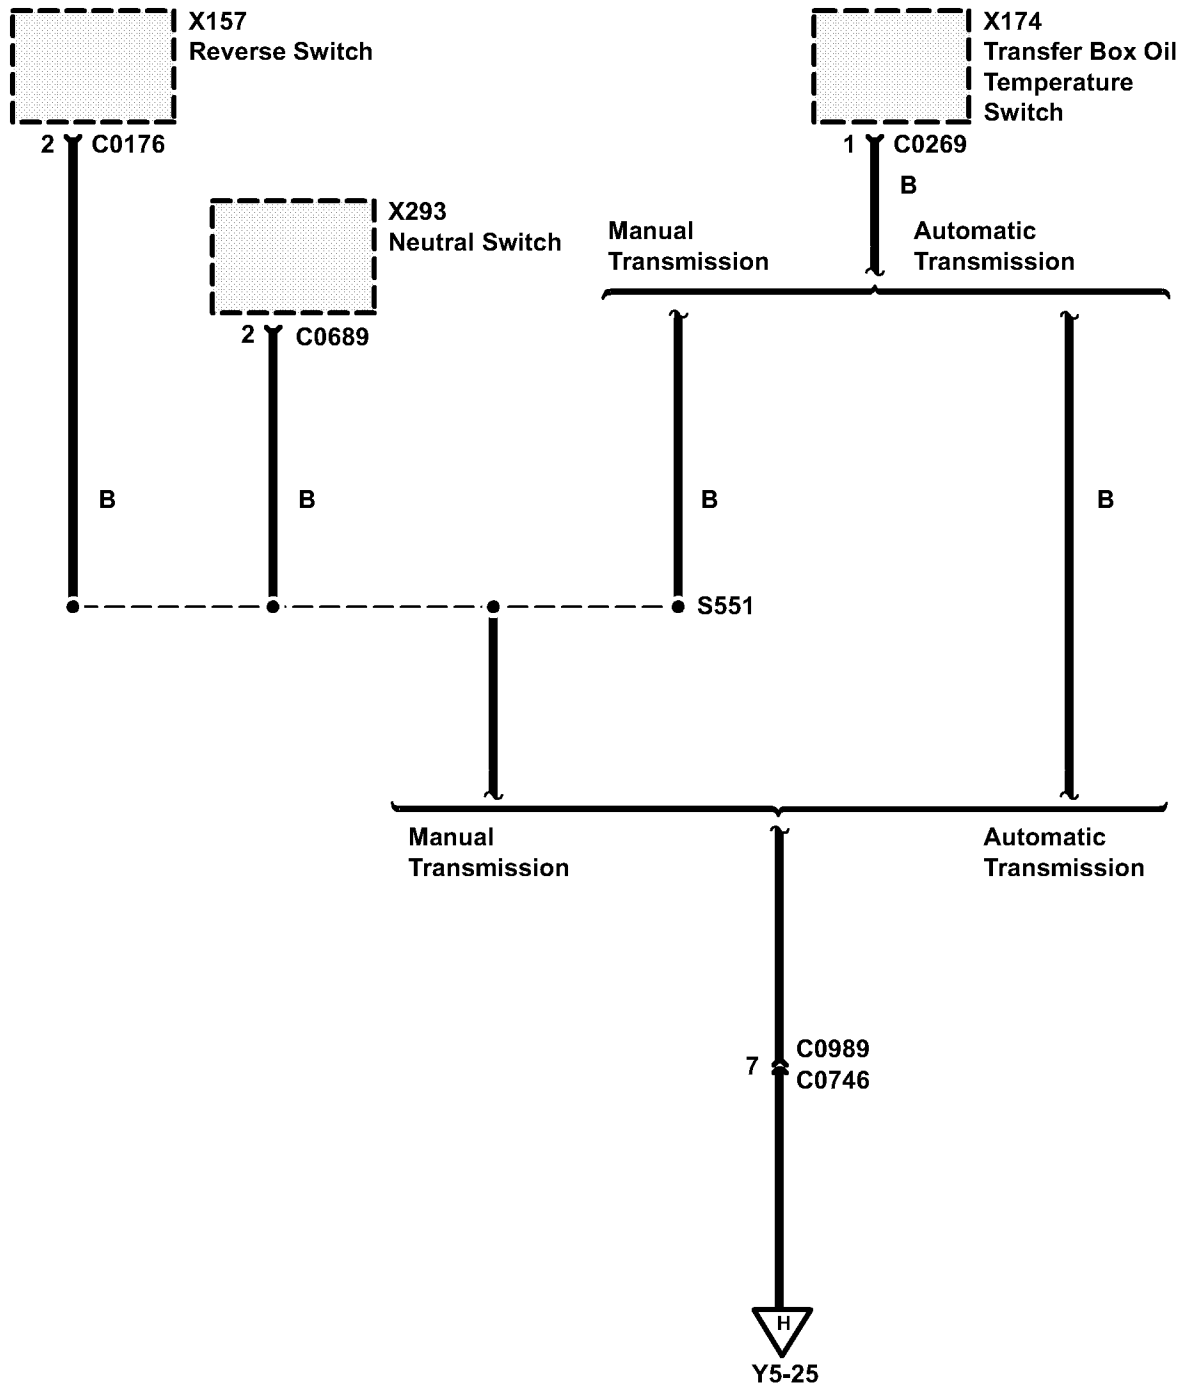 X157
Reverse Switch
2
C0176
X174
Transfer Box Oil
Temperature
Switch
1
C0269
B
X293
Neutral Switch
2
C0689
Manual
Transmission
Automatic
Transmission
B
B
B
B
S551
Manual
Transmission
Automatic
Transmission
7
C0989
C0746
H
Y5-25